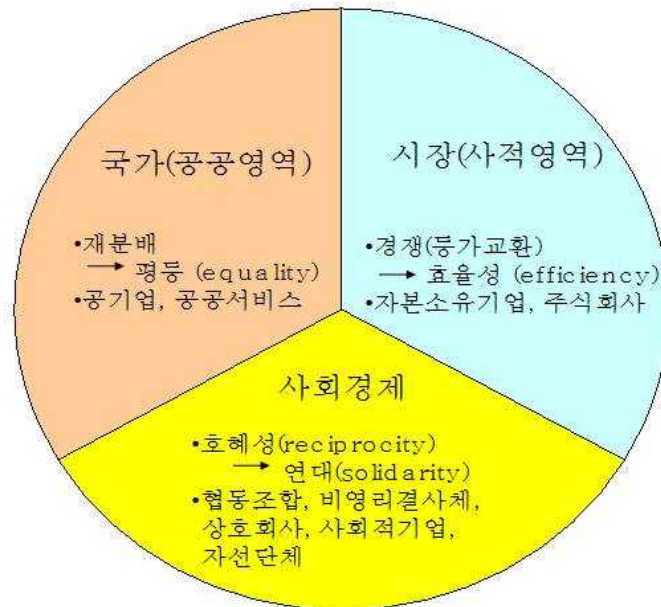 국가(공공영역)
•재분배
→ 평등 (equality)
•공기업, 공공서비스
시장(사적영역)
•경쟁(등가교환)
→ 효율성 (efficiency)
•자본소유기업, 주식회사
사회경제
•호혜성(reciprocity)
→ 연대(solidarity)
•협동조합, 비영리결사체,
상호회사, 사회적기업,
자선단체